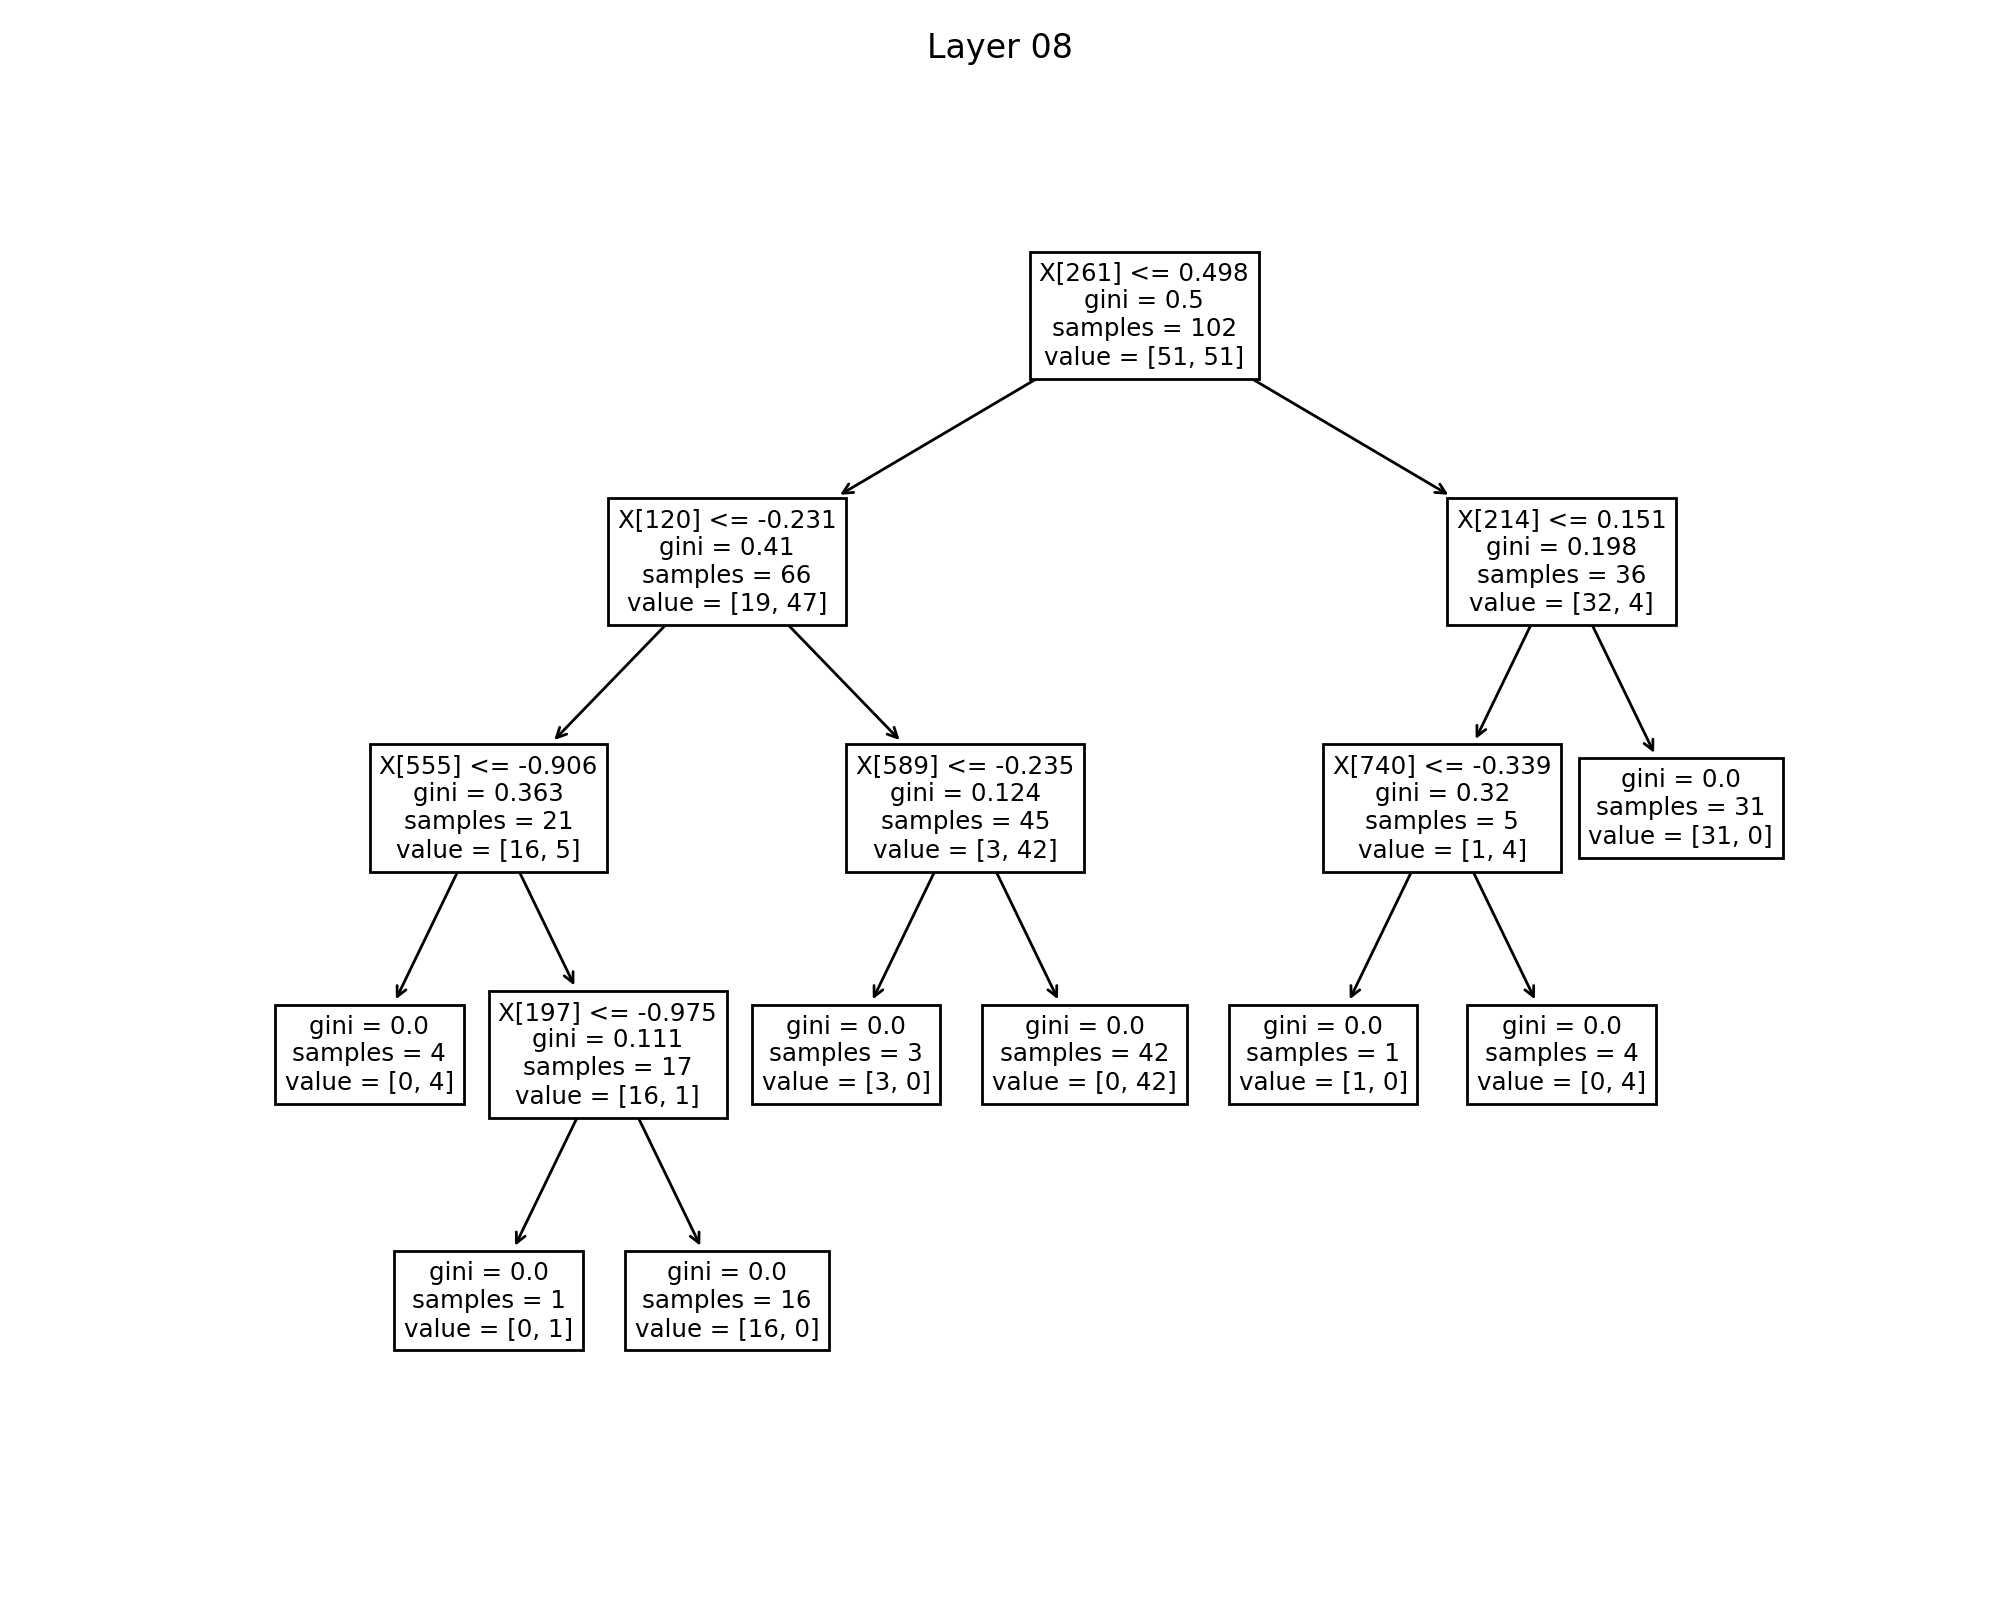 Layer 08
X[261] <= 0.498
gini = 0.5
samples = 102
value = [51, 51]
X[120] <= -0.231
gini = 0.41
samples = 66
value = [19, 47]
X[214] <= 0.151
gini = 0.198
samples = 36
value = [32, 4]
X[555] <= -0.906
gini = 0.363
samples = 21
value = [16, 5]
X[589] <= -0.235
gini = 0.124
samples = 45
value = [3, 42]
X[740] <= -0.339
gini = 0.32
samples = 5
value = [1, 4]
gini = 0.0
samples = 31
value = [31, 0]
gini = 0.0
samples = 4
value = [0, 4]
X[197] <= -0.975
gini = 0.111
samples = 17
value = [16, 1]
gini = 0.0
samples = 3
value = [3, 0]
gini = 0.0
samples = 42
value = [0, 42]
gini = 0.0
samples = 1
value = [1, 0]
gini = 0.0
samples = 4
value = [0, 4]
gini = 0.0
samples = 1
value = [0, 1]
gini = 0.0
samples = 16
value = [16, 0]